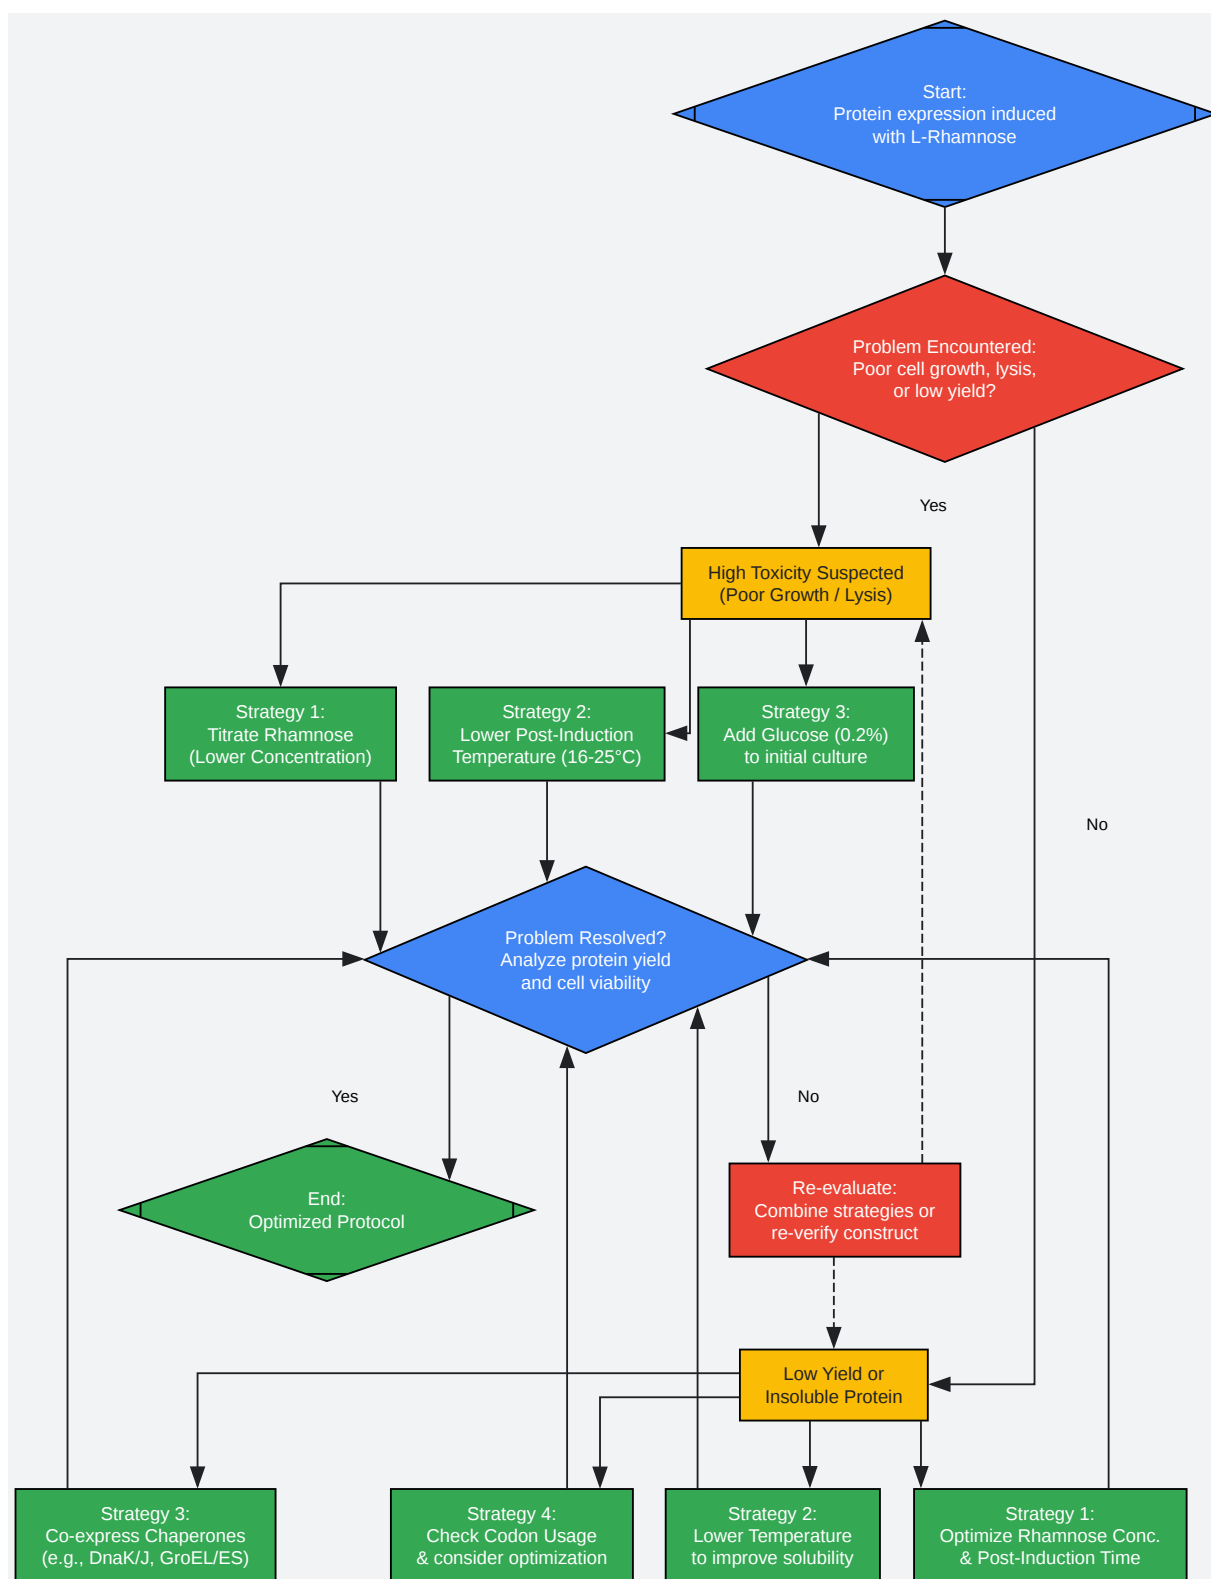 Start:
Protein expression induced
with L-Rhamnose
Problem Encountered:
Poor cell growth, lysis,
or low yield?
Yes
High Toxicity Suspected
(Poor Growth / Lysis)
Strategy 1:
Titrate Rhamnose
(Lower Concentration)
Strategy 2:
Lower Post-Induction
Temperature (16-25°C)
Strategy 3:
Add Glucose (0.2%)
to initial culture
No
Problem Resolved?
Analyze protein yield
and cell viability
Yes
No
End:
Optimized Protocol
Re-evaluate:
Combine strategies or
re-verify construct
Low Yield or
Insoluble Protein
Strategy 3:
Co-express Chaperones
(e.g., DnaK/J, GroEL/ES)
Strategy 4:
Check Codon Usage
& consider optimization
Strategy 2:
Lower Temperature
to improve solubility
Strategy 1:
Optimize Rhamnose Conc.
& Post-Induction Time